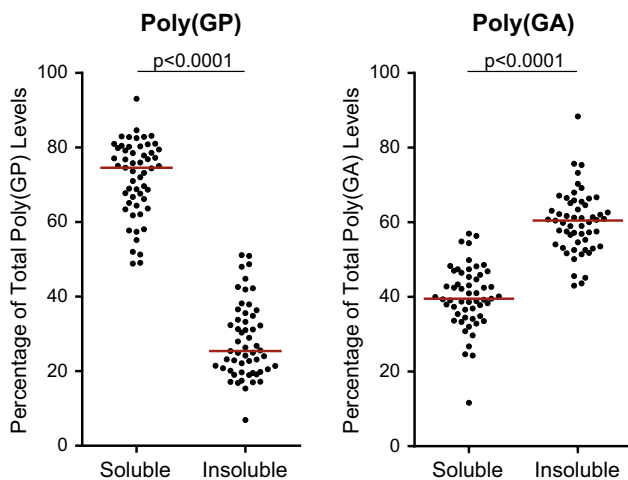 Poly(GP)
p<0.0001
Percentage of Total Poly(GP) Levels
100
80
60
40
20
0
Soluble Insoluble
Poly(GA)
p<0.0001
Percentage of Total Poly(GA) Levels
100
80
60
40
20
0
Soluble Insoluble